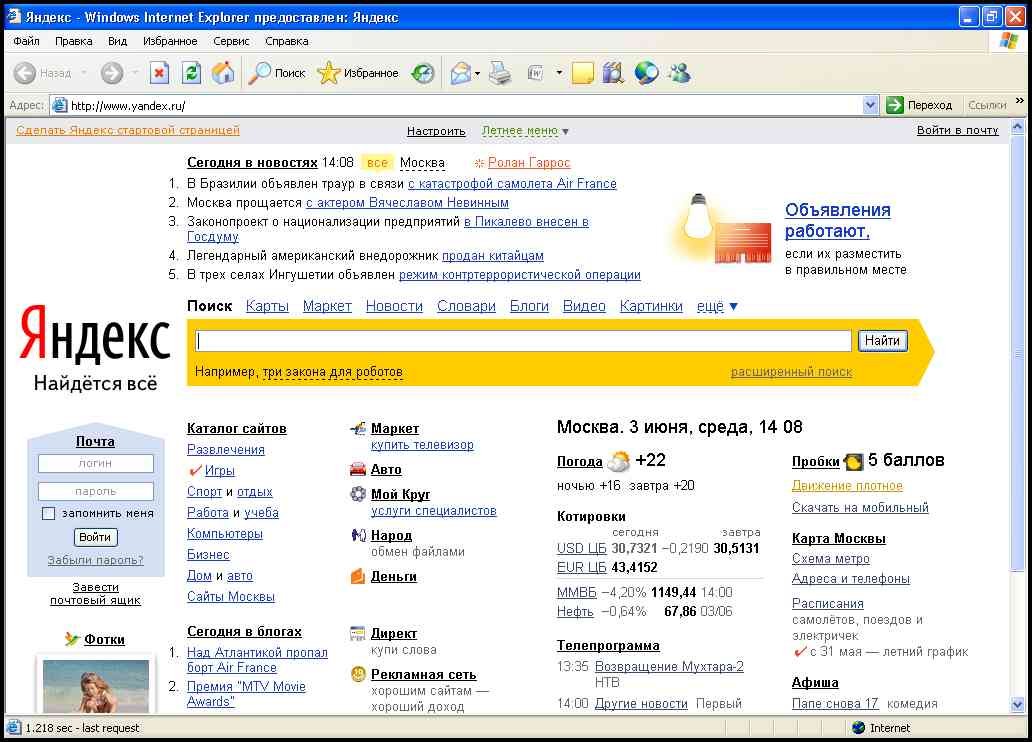 Яндекс - Windows Internet Explorer предоставлен: Яндекс
Файл Правка Вид Избранное Сервис Справка
Назад Поиск Избранное
Адрес: http://www.yandex.ru/ Переход Ссылки »
Сделать Яндекс стартовой страницей Настроить Летнее меню ▼ Войти в почту
Сегодня в новостях 14:08 все Москва Ролан Гаррос
1. В Бразилии объявлен траур в связи с катастрофой самолета Air France
2. Москва прощается с актером Вячеславом Невинным
3. Законопроект о национализации предприятий в Пикалево внесен в
Госдуму
4. Легендарный американский внедорожник продан китайцам
5. В трех селах Ингушетии объявлен режим контртеррористической операции
Объявления
работают,
если их разместить
в правильном месте
Яндекс
Найдётся всё
Поиск Карты Маркет Новости Словари Блоги Видео Картинки ещё ▼
Найти
Например, три закона для роботов расширенный поиск
Почта
логин
пароль
запомнить меня
Войти
Забыли пароль?
Завести
почтовый ящик
Фотки
Каталог сайтов
Развлечения
Игры
Спорт и отдых
Работа и учеба
Компьютеры
Бизнес
Дом и авто
Сайты Москвы
Сегодня в блогах
1. Над Атлантикой пропал
борт Air France
2. Премия "MTV Movie
Awards"
Маркет
купить телевизор
Авто
Мой Круг
услуги специалистов
Народ
обмен файлами
Деньги
Директ
купи слова
Рекламная сеть
хорошим сайтам —
хороший доход
Москва. 3 июня, среда, 14 08
Погода +22
ночью +16 завтра +20
Котировки
сегодня завтра
USD ЦБ 30,7321 −0,2190 30,5131
EUR ЦБ 43,4152
ММВБ −4,20% 1149,44 14:00
Нефть −0,64% 67,86 03/06
Телепрограмма
13:35 Возвращение Мухтара-2
НТВ
14:00 Другие новости Первый
Пробки 5 баллов
Движение плотное
Скачать на мобильный
Карта Москвы
Схема метро
Адреса и телефоны
Расписания
самолётов, поездов и
электричек
с 31 мая — летний график
Афиша
Папе снова 17 комедия
1.218 sec - last request Internet